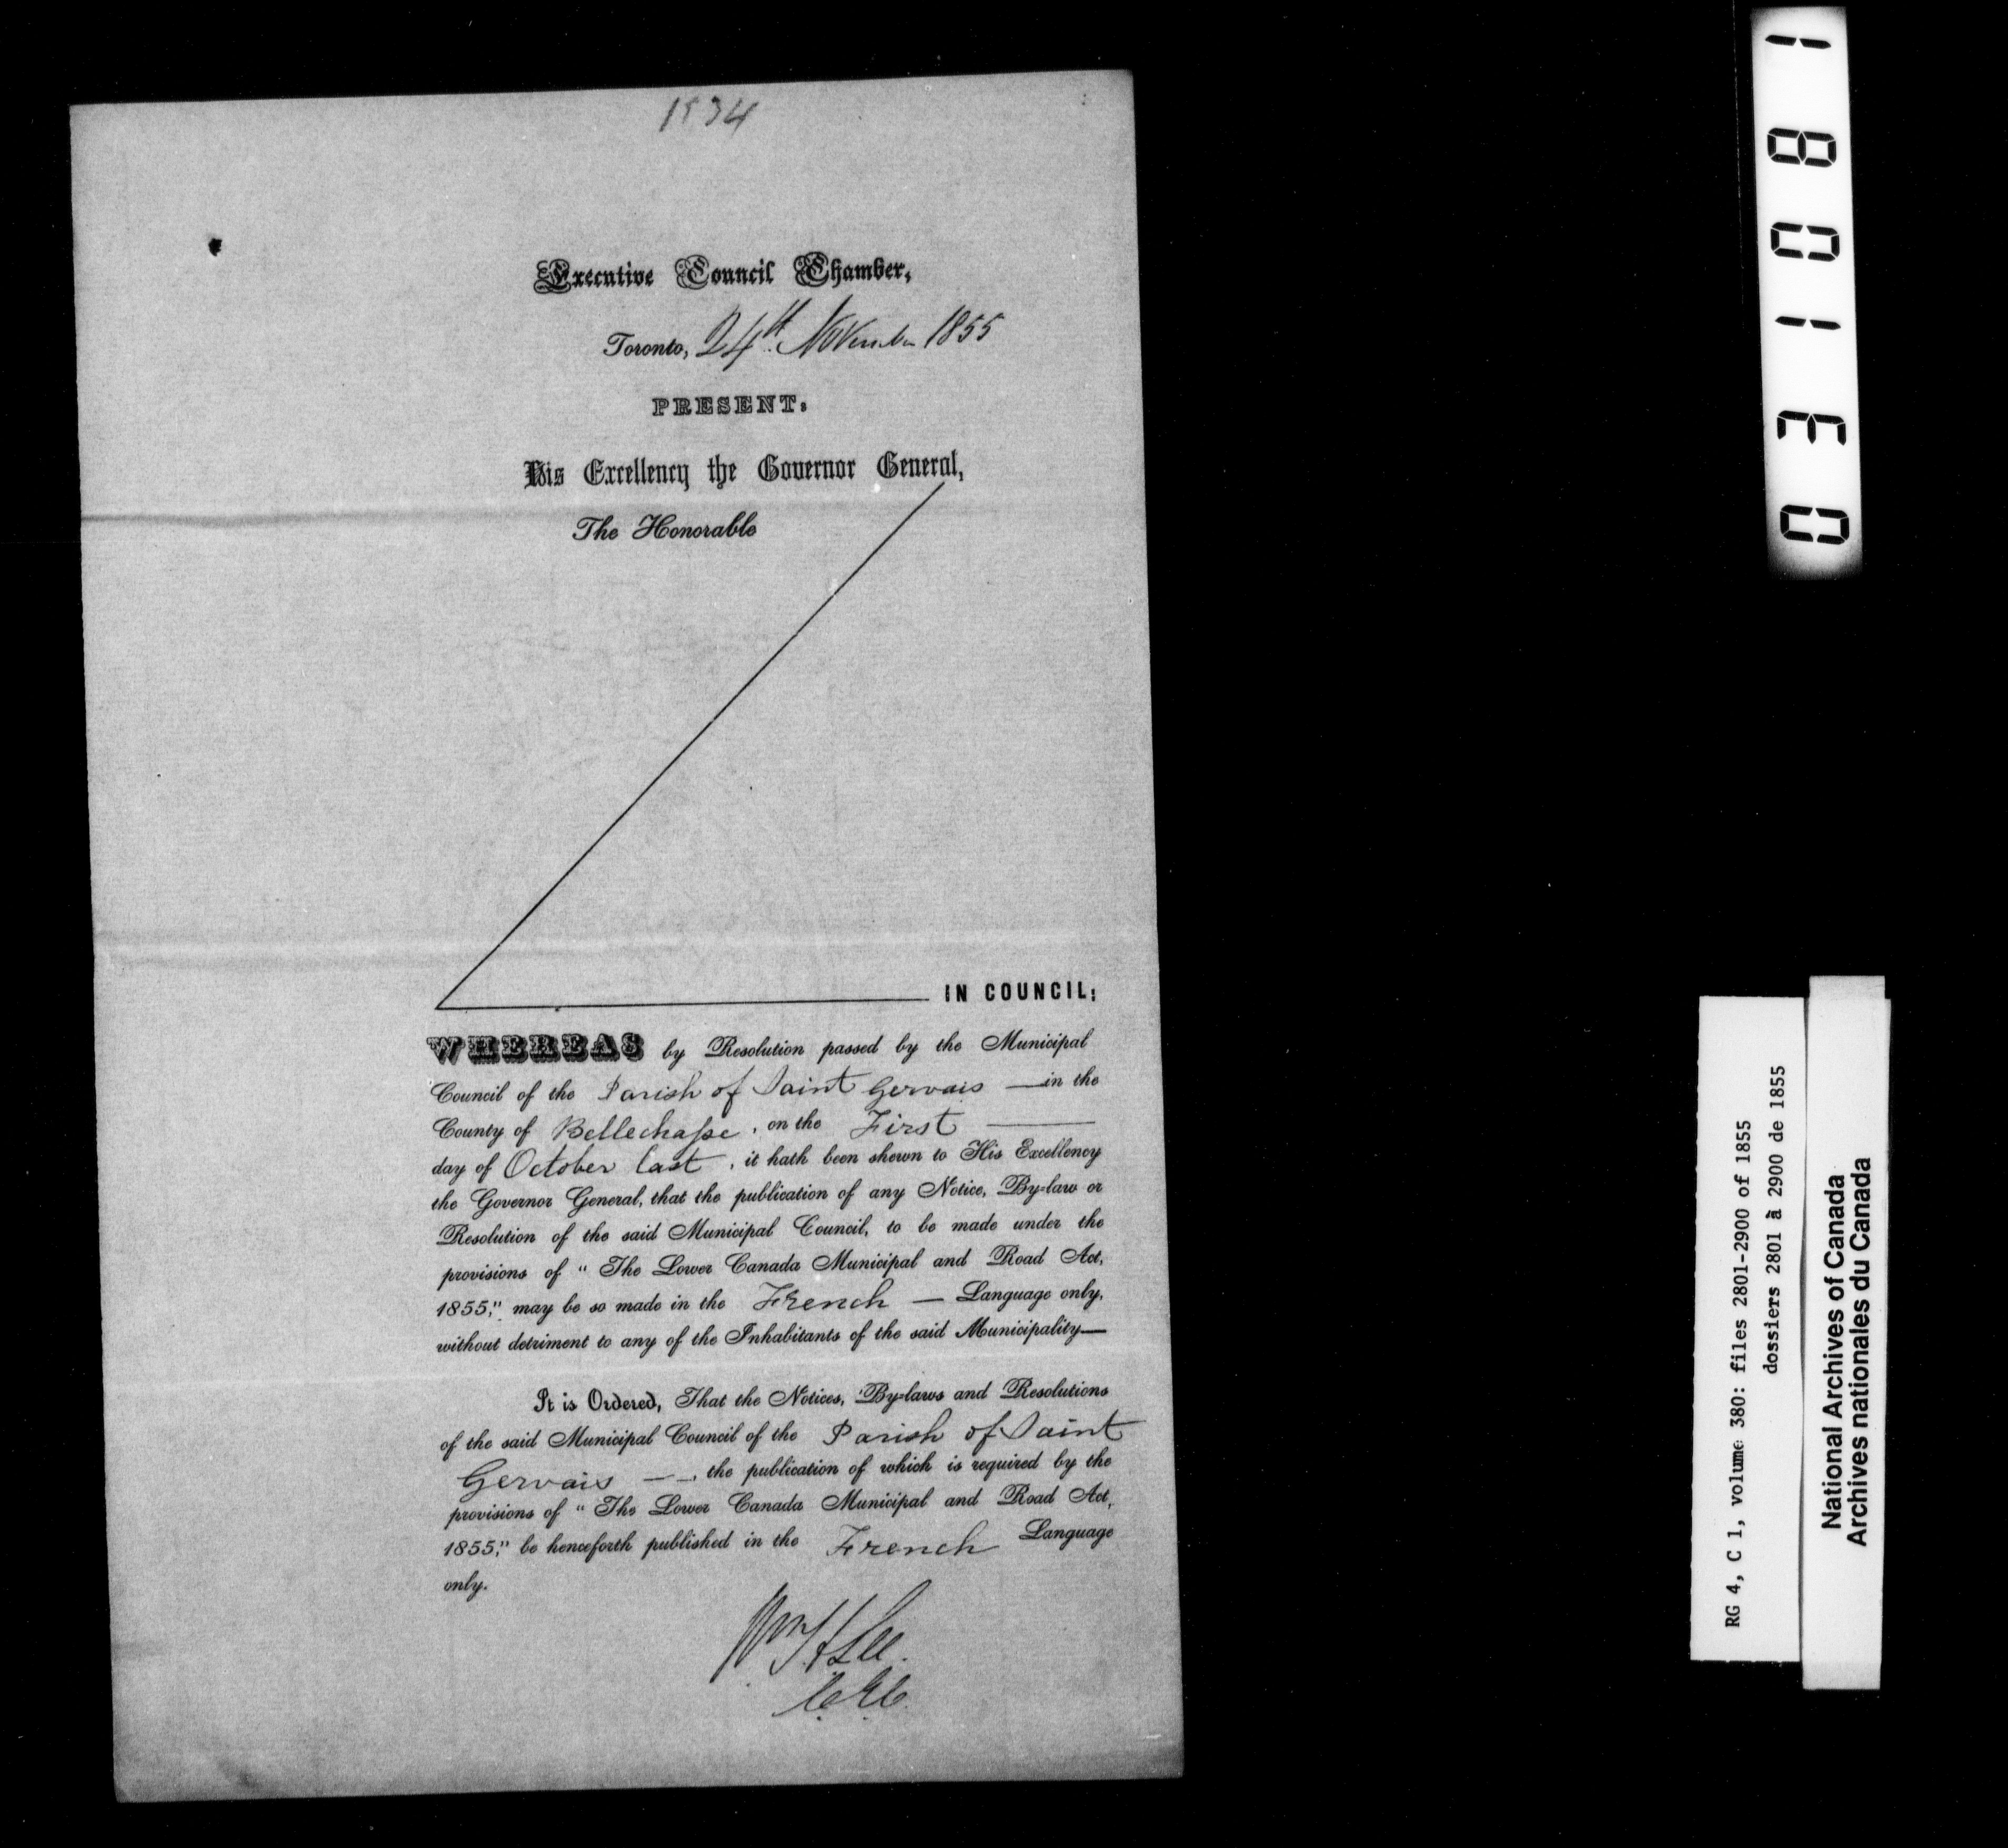 1934
Executive Council Chamber,
Toronto, 24th November 1855
PRESENT:
His Excellency the Governor General,
The Honorable
IN COUNCIL:
WHEREAS by Resolution passed by the Municipal
Council of the Parish of Saint Gervais — in the
County of Bellechasse, on the First —
day of October last, it hath been shewn to His Excellency
the Governor General, that the publication of any Notice, By-law or
Resolution of the said Municipal Council, to be made under the
provisions of "The Lower Canada Municipal and Road Act,
1855," may be so made in the French — Language only,
without detriment to any of the Inhabitants of the said Municipality—
It is Ordered, That the Notices, By-laws and Resolutions
of the said Municipal Council of the Parish of Saint
Gervais — —, the publication of which is required by the
provisions of "The Lower Canada Municipal and Road Act,
1855," be henceforth published in the French Language
only.
Wm H Lee.
C.E.C.
031081
RG 4, C 1, volume 380: files 2801-2900 of 1855
dossiers 2801 à 2900 de 1855
National Archives of Canada
Archives nationales du Canada